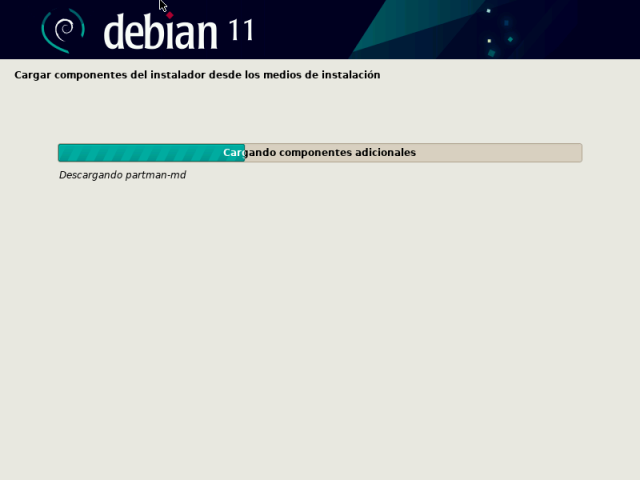 debian 11
Cargar componentes del instalador desde los medios de instalación
Cargando componentes adicionales
Descargando partman-md